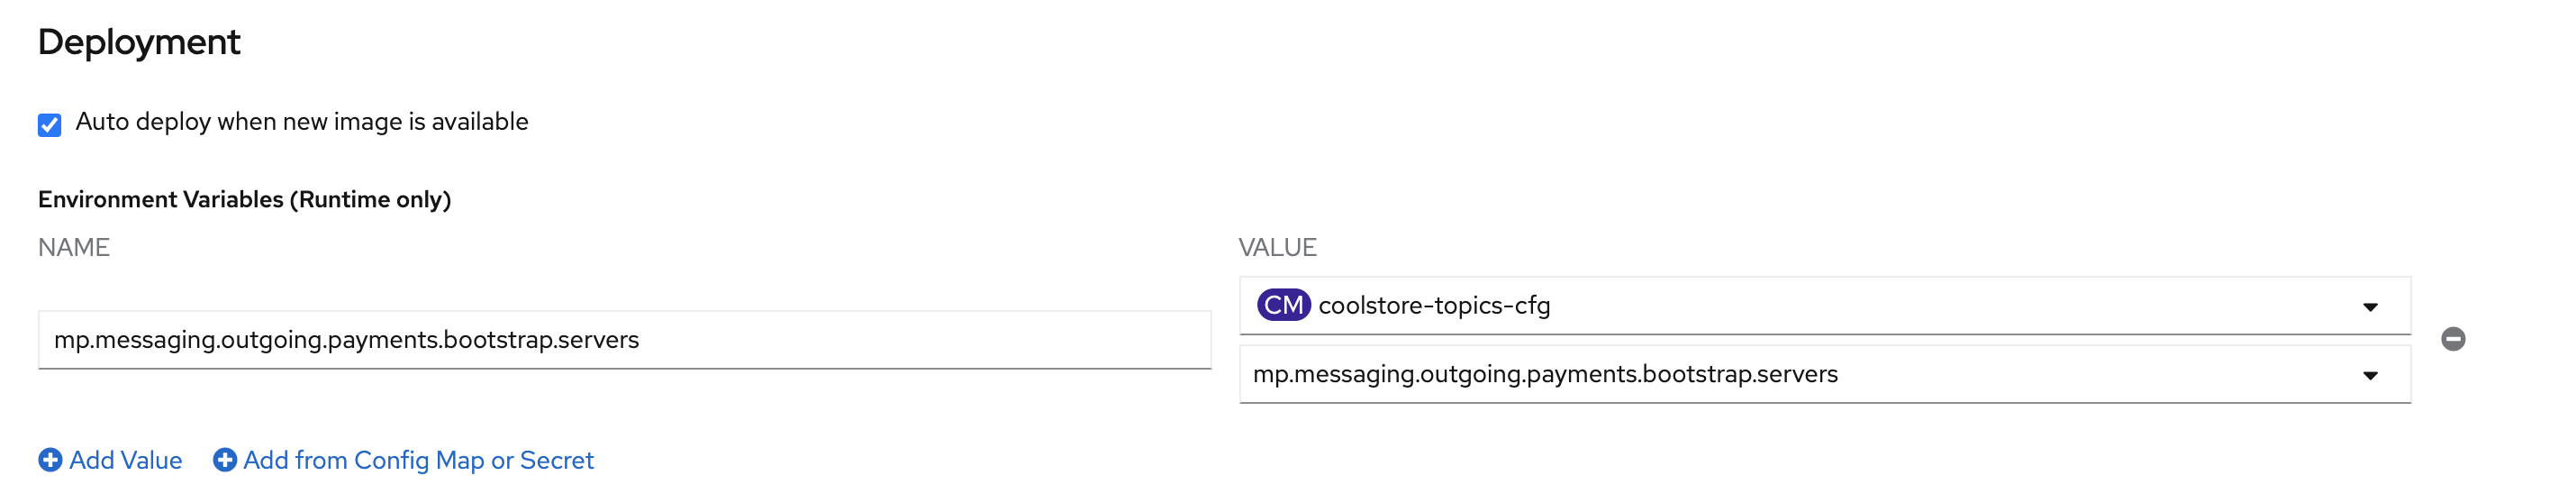 Deployment
Auto deploy when new image is available
Environment Variables (Runtime only)
NAME VALUE
CM coolstore-topics-cfg
mp.messaging.outgoing.payments.bootstrap.servers
mp.messaging.outgoing.payments.bootstrap.servers
Add Value Add from Config Map or Secret